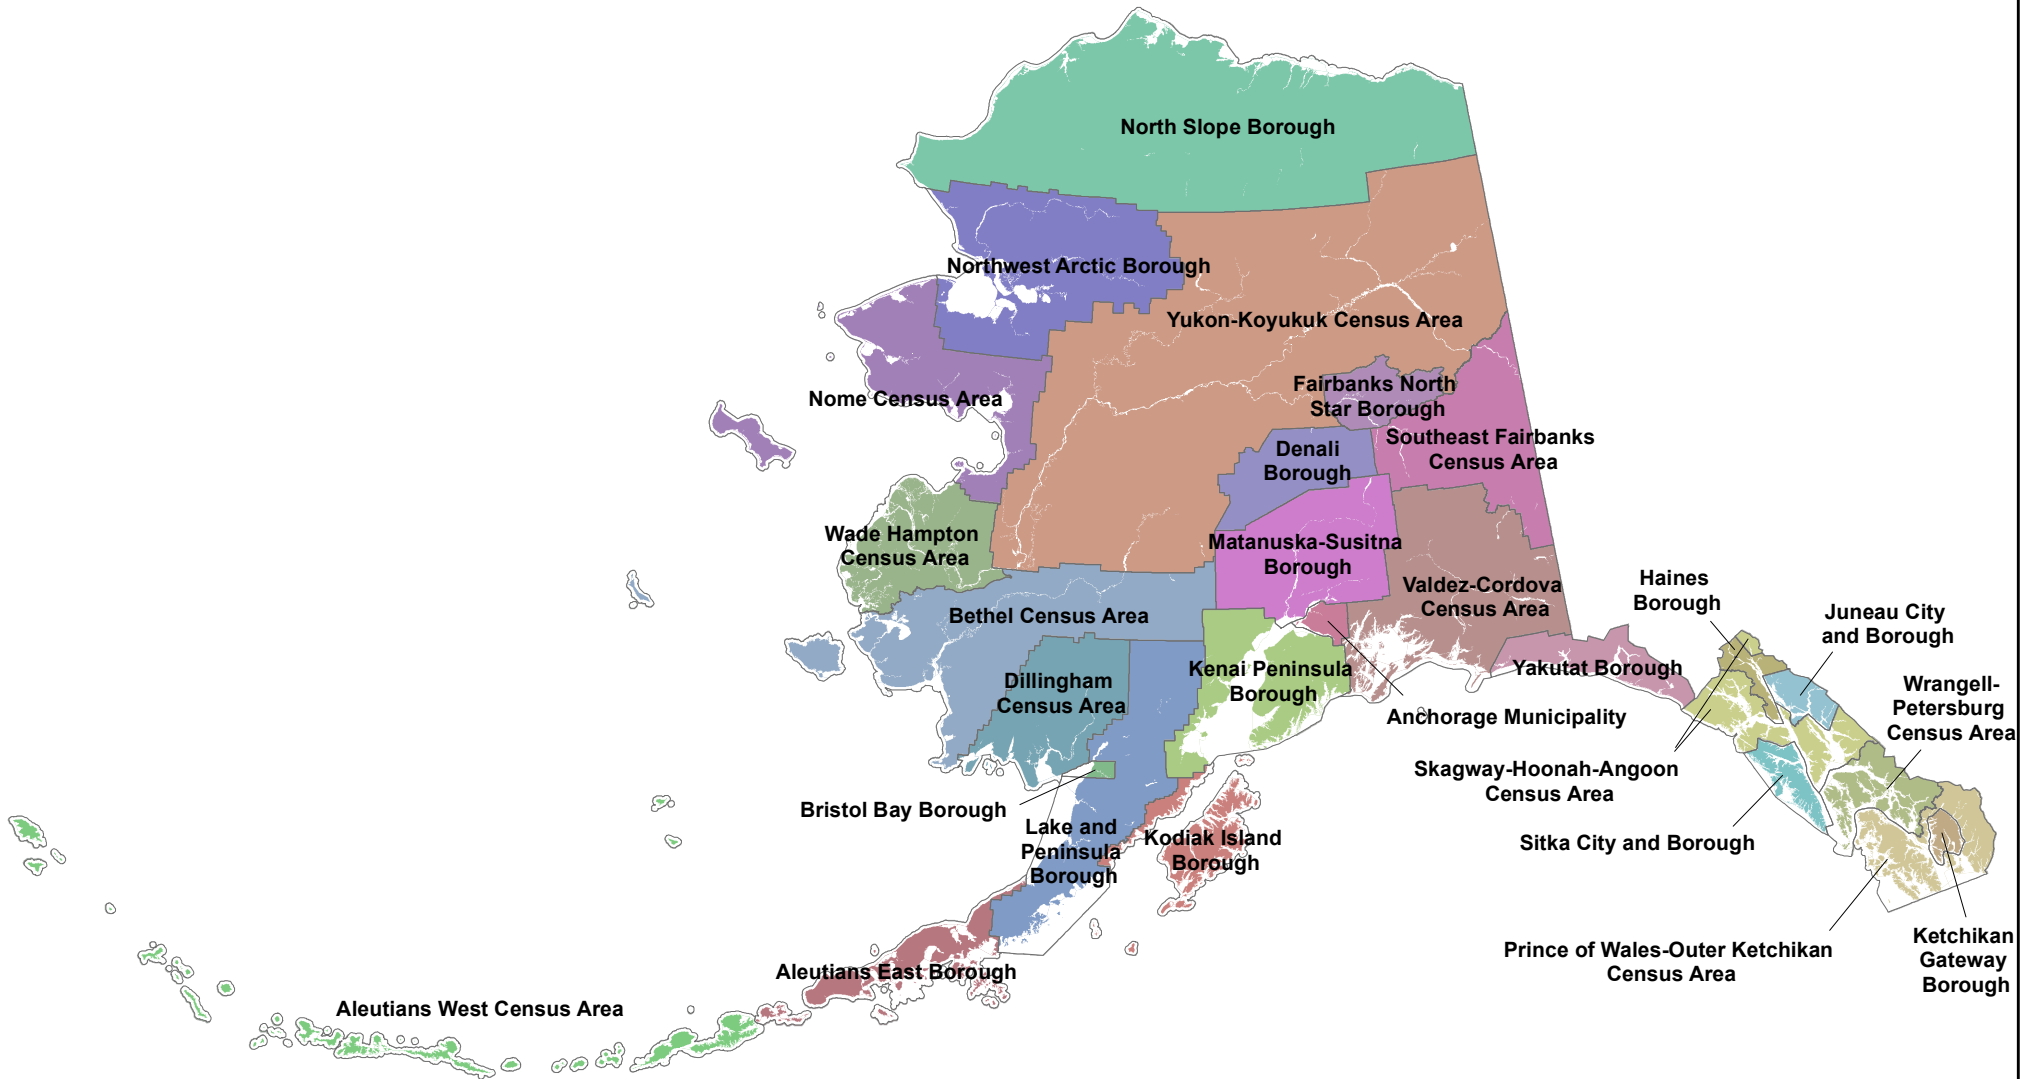 North Slope Borough
Northwest Arctic Borough
Yukon-Koyukuk Census Area
Nome Census Area
Fairbanks North
Star Borough
Southeast Fairbanks
Census Area
Denali
Borough
Wade Hampton
Census Area
Matanuska-Susitna
Borough
Valdez-Cordova
Census Area
Haines
Borough
Juneau City
and Borough
Bethel Census Area
Yakutat Borough
Kenai Peninsula
Borough
Dillingham
Census Area
Wrangell-
Petersburg
Census Area
Anchorage Municipality
Skagway-Hoonah-Angoon
Census Area
Bristol Bay Borough
Lake and
Peninsula
Borough
Kodiak Island
Borough
Sitka City and Borough
Prince of Wales-Outer Ketchikan
Census Area
Ketchikan
Gateway
Borough
Aleutians East Borough
Aleutians West Census Area